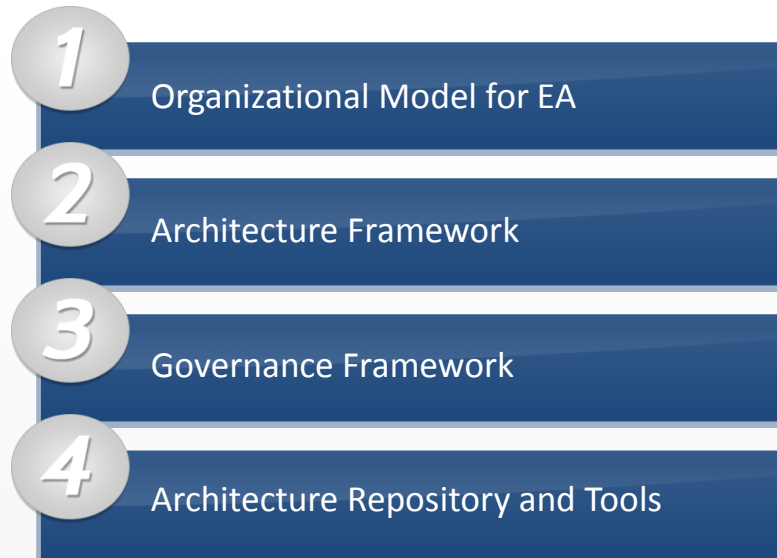 1
Organizational Model for EA
2
Architecture Framework
3
Governance Framework
4
Architecture Repository and Tools